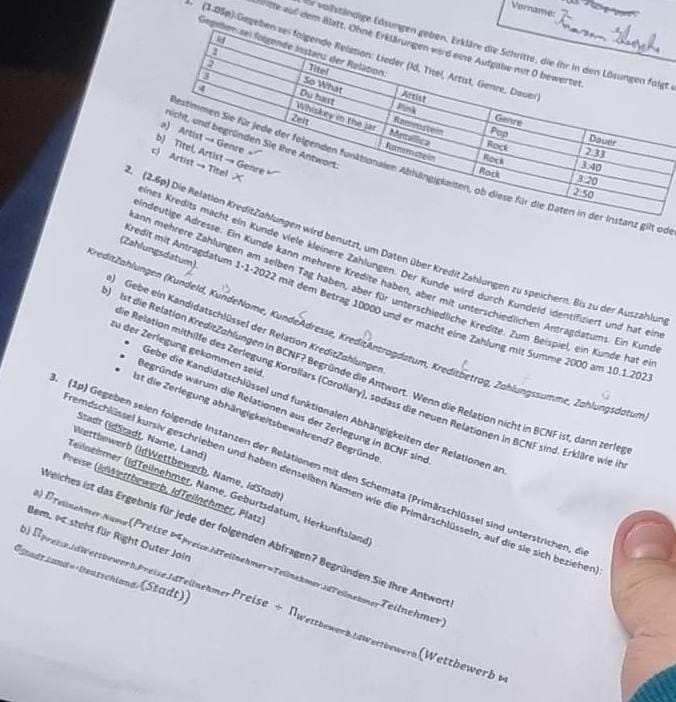 Vorname:
für vollständige Lösungen geben. Erkläre die Schritte, die ihr in den Lösungen folgt
auf dem Blatt. Ohne Erklärungen wird eine Aufgabe mit 0 bewertet.
1. (1.05p) Gegeben sei folgende Relation: Lieder (Id, Titel, Artist, Genre, Dauer)
Gegeben sei folgende Instanz der Relation:
Id Titel Artist Genre Dauer
1 So What Pink Pop 2:33
2 Du hast Rammstein Rock 3:40
3 Whiskey in the jar Metallica Rock 3:20
4 Zeit Rammstein Rock 2:50
Bestimmen Sie für jede der folgenden funktionalen Abhängigkeiten, ob diese für die Daten in der Instanz gilt oder
nicht, und begründen Sie Ihre Antwort:
a) Artist → Genre ✓
b) Titel, Artist → Genre ✓
c) Artist → Titel ✗
2. (2.6p) Die Relation KreditZahlungen wird benutzt, um Daten über Kredit Zahlungen zu speichern. Bis zu der Auszahlung
eines Kredits macht ein Kunde viele kleinere Zahlungen. Der Kunde wird durch KundeId identifiziert und hat eine
eindeutige Adresse. Ein Kunde kann mehrere Kredite haben, aber mit unterschiedlichen Antragdatums. Ein Kunde
kann mehrere Zahlungen am selben Tag haben, aber für unterschiedliche Kredite. Zum Beispiel, ein Kunde hat ein
Kredit mit Antragdatum 1-1-2022 mit dem Betrag 10000 und er macht eine Zahlung mit Summe 2000 am 10.1.2023
(Zahlungsdatum).
A B C D E F G
KreditZahlungen (KundeId, KundeName, KundeAdresse, KreditAntragdatum, Kreditbetrag, Zahlungssumme, Zahlungsdatum)
a) Gebe ein Kandidatschlüssel der Relation KreditZahlungen.
b) Ist die Relation KreditZahlungen in BCNF? Begründe die Antwort. Wenn die Relation nicht in BCNF ist, dann zerlege
die Relation mithilfe des Zerlegung Korollars (Corollary), sodass die neuen Relationen in BCNF sind. Erkläre wie ihr
zu der Zerlegung gekommen seid.
• Gebe die Kandidatschlüssel und funktionalen Abhängigkeiten der Relationen an.
• Begründe warum die Relationen aus der Zerlegung in BCNF sind.
• Ist die Zerlegung abhängigkeitsbewahrend? Begründe.
3. (1p) Gegeben seien folgende Instanzen der Relationen mit den Schemata (Primärschlüssel sind unterstrichen, die
Fremdschlüssel kursiv geschrieben und haben denselben Namen wie die Primärschlüsseln, auf die sie sich beziehen):
Stadt (IdStadt, Name, Land)
Wettbewerb (IdWettbewerb, Name, IdStadt)
Teilnehmer (IdTeilnehmer, Name, Geburtsdatum, Herkunftsland)
Preise (IdWettbewerb, IdTeilnehmer, Platz)
Welches ist das Ergebnis für jede der folgenden Abfragen? Begründen Sie Ihre Antwort!
a) Π Teilnehmer.Name (Preise ⋈ Preise.IdTeilnehmer=Teilnehmer.IdTeilnehmer Teilnehmer)
Bem. ⋈ steht für Right Outer Join
b) Π Preise.IdWettbewerb,Preise.IdTeilnehmer Preise ÷ Π Wettbewerb.IdWettbewerb (Wettbewerb ⋈
σ Stadt.Land='Deutschland' (Stadt))